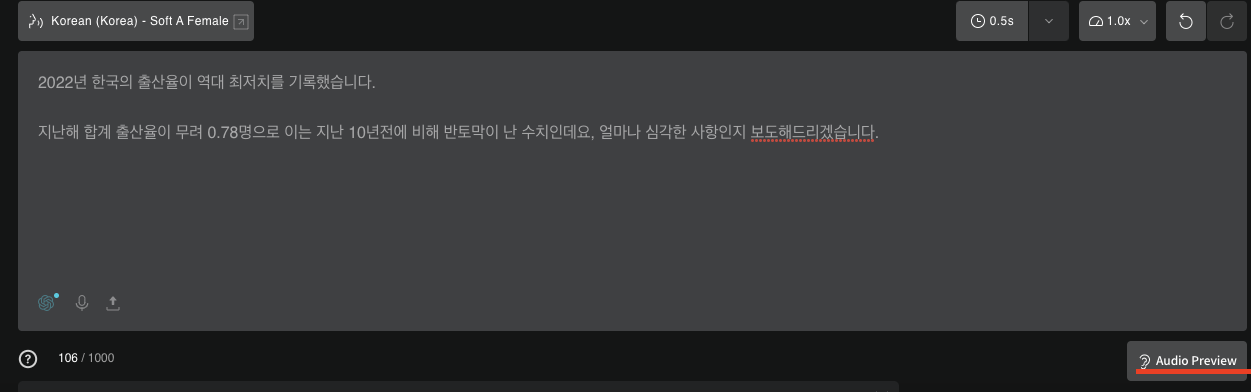 Korean (Korea) - Soft A Female
0.5s
1.0x
2022년 한국의 출산율이 역대 최저치를 기록했습니다.
지난해 합계 출산율이 무려 0.78명으로 이는 지난 10년전에 비해 반토막이 난 수치인데요, 얼마나 심각한 사항인지 보도해드리겠습니다.
? 106 / 1000
Audio Preview